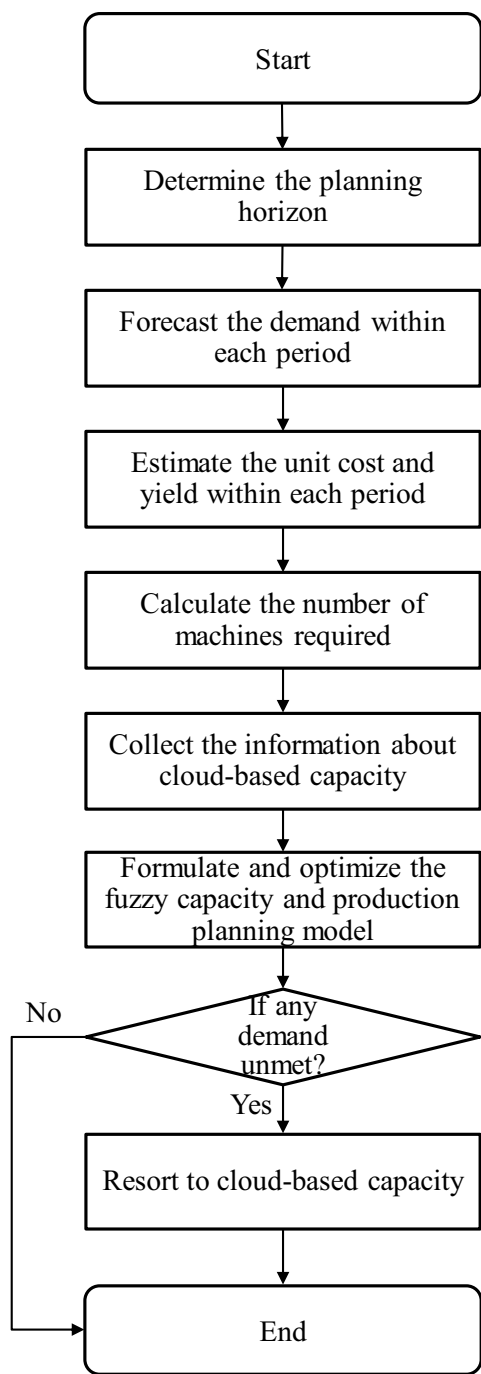 Start
Determine the planning
horizon
Forecast the demand within
each period
Estimate the unit cost and
yield within each period
Calculate the number of
machines required
Collect the information about
cloud-based capacity
Formulate and optimize the
fuzzy capacity and production
planning model
If any
demand
unmet?
No
Yes
Resort to cloud-based capacity
End